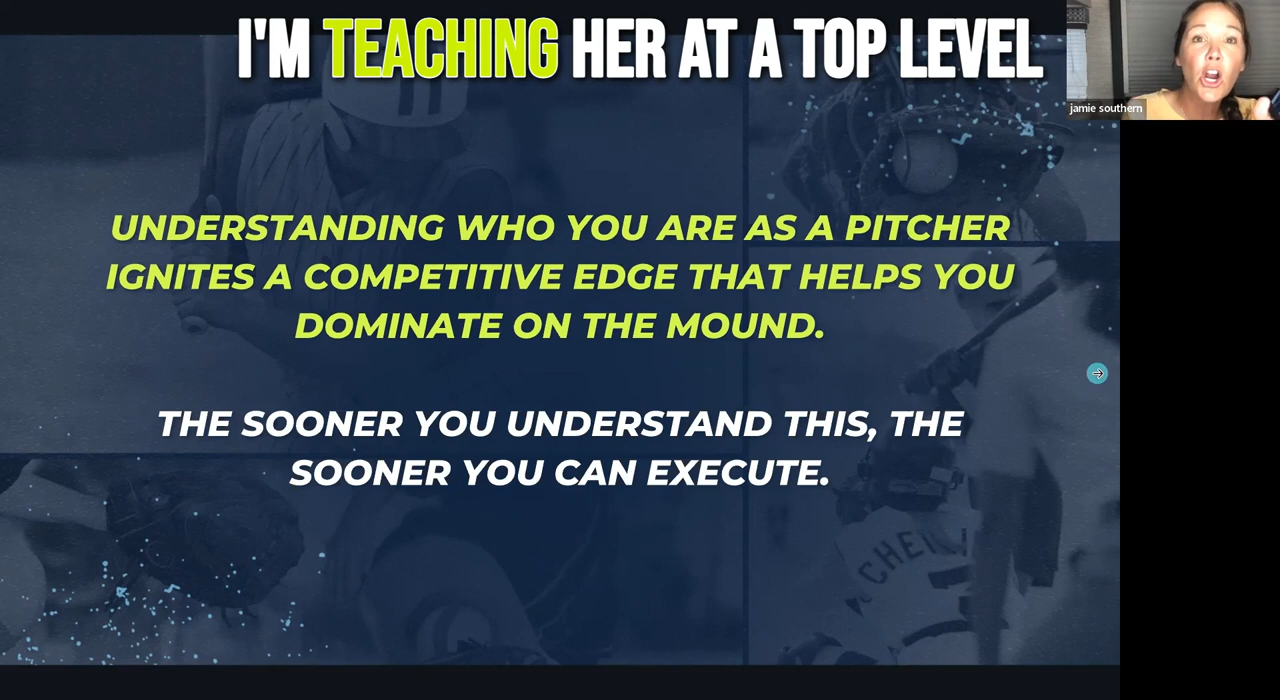 I'M TEACHING HER AT A TOP LEVEL
jamie southern
UNDERSTANDING WHO YOU ARE AS A PITCHER
IGNITES A COMPETITIVE EDGE THAT HELPS YOU
DOMINATE ON THE MOUND.
THE SOONER YOU UNDERSTAND THIS, THE
SOONER YOU CAN EXECUTE.